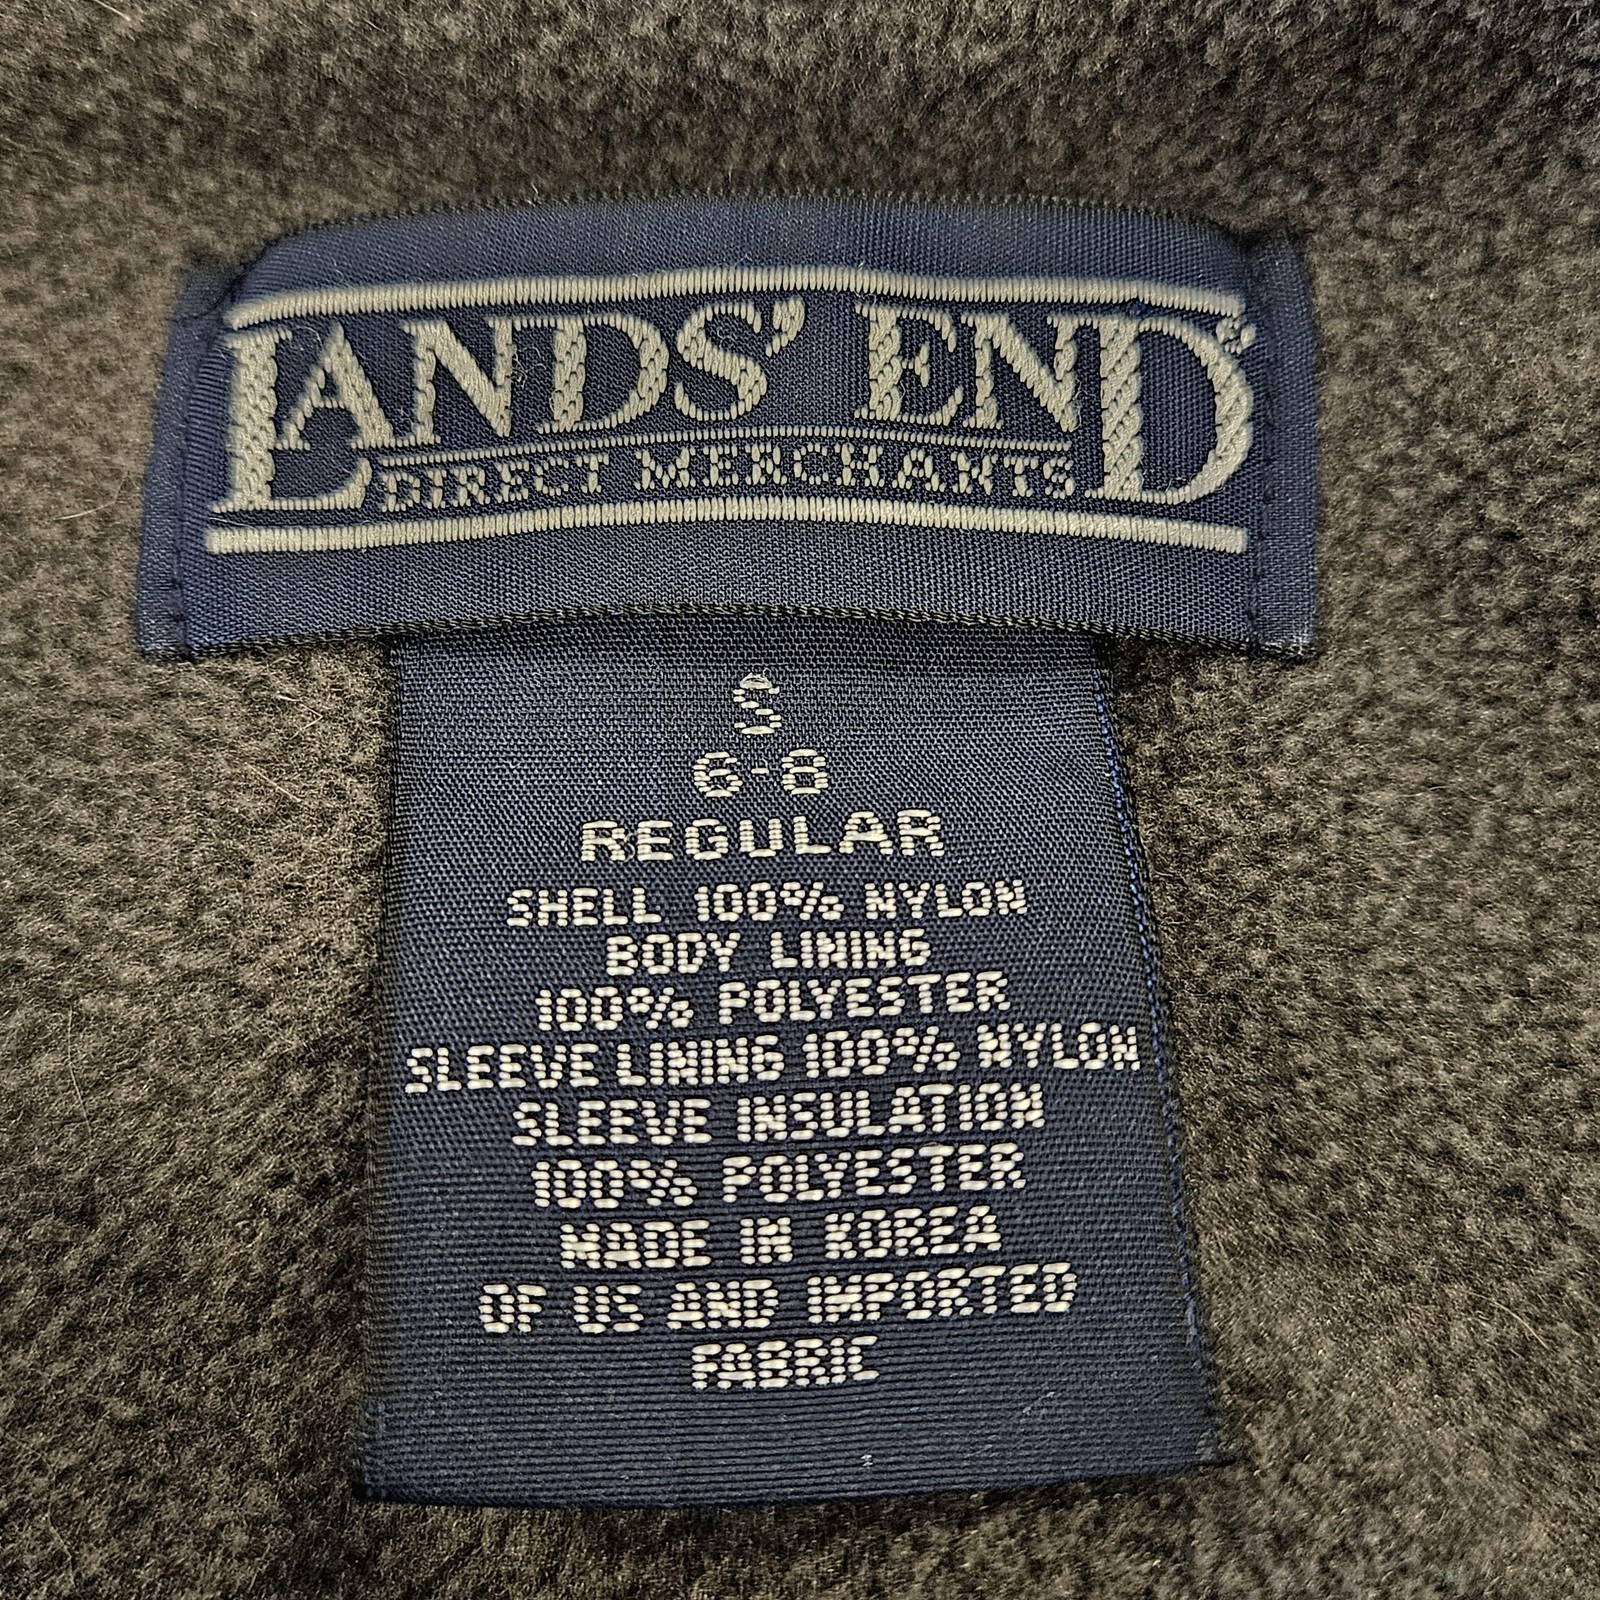 LANDS' END®
DIRECT MERCHANTS
S
6-8
REGULAR
SHELL 100% NYLON
BODY LINING
100% POLYESTER
SLEEVE LINING 100% NYLON
SLEEVE INSULATION
100% POLYESTER
MADE IN KOREA
OF US AND IMPORTED
FABRIC